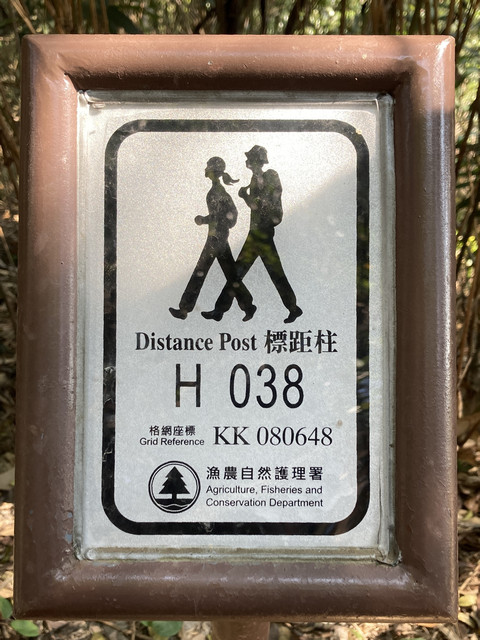 Distance Post 標距柱
H 038
格網座標
Grid Reference KK 080648
漁農自然護理署
Agriculture, Fisheries and
Conservation Department